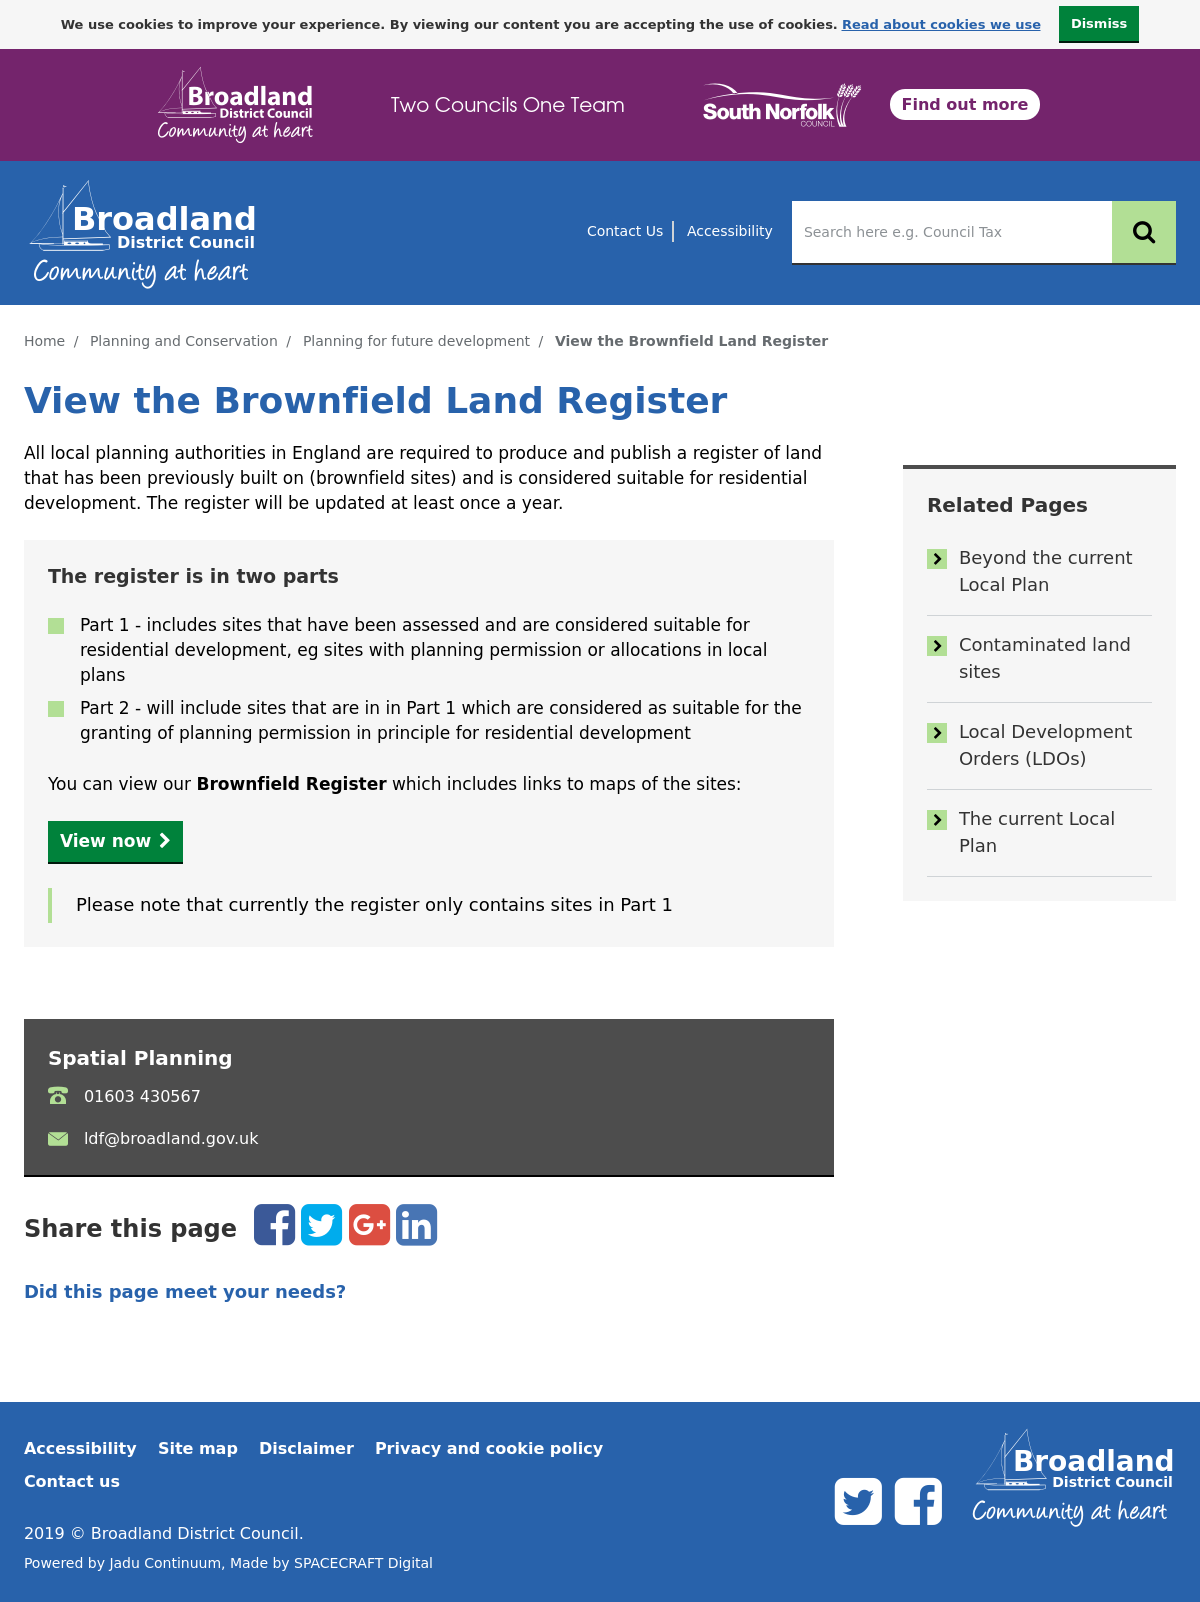 We use cookies to improve your experience. By viewing our content you are accepting the use of cookies. Read about cookies we use
Dismiss
Broadland
District Council
Community at heart
Two Councils One Team
South Norfolk
COUNCIL
Find out more
Broadland
District Council
Community at heart
Contact Us
Accessibility
Search here e.g. Council Tax
Home / Planning and Conservation / Planning for future development / View the Brownfield Land Register
View the Brownfield Land Register
All local planning authorities in England are required to produce and publish a register of land
that has been previously built on (brownfield sites) and is considered suitable for residential
development. The register will be updated at least once a year.
The register is in two parts
Part 1 - includes sites that have been assessed and are considered suitable for
residential development, eg sites with planning permission or allocations in local
plans
Part 2 - will include sites that are in in Part 1 which are considered as suitable for the
granting of planning permission in principle for residential development
You can view our Brownfield Register which includes links to maps of the sites:
View now
Please note that currently the register only contains sites in Part 1
Related Pages
Beyond the current
Local Plan
Contaminated land
sites
Local Development
Orders (LDOs)
The current Local
Plan
Spatial Planning
01603 430567
ldf@broadland.gov.uk
Share this page
Did this page meet your needs?
Accessibility Site map Disclaimer Privacy and cookie policy
Contact us
2019 © Broadland District Council.
Powered by Jadu Continuum, Made by SPACECRAFT Digital
Broadland
District Council
Community at heart